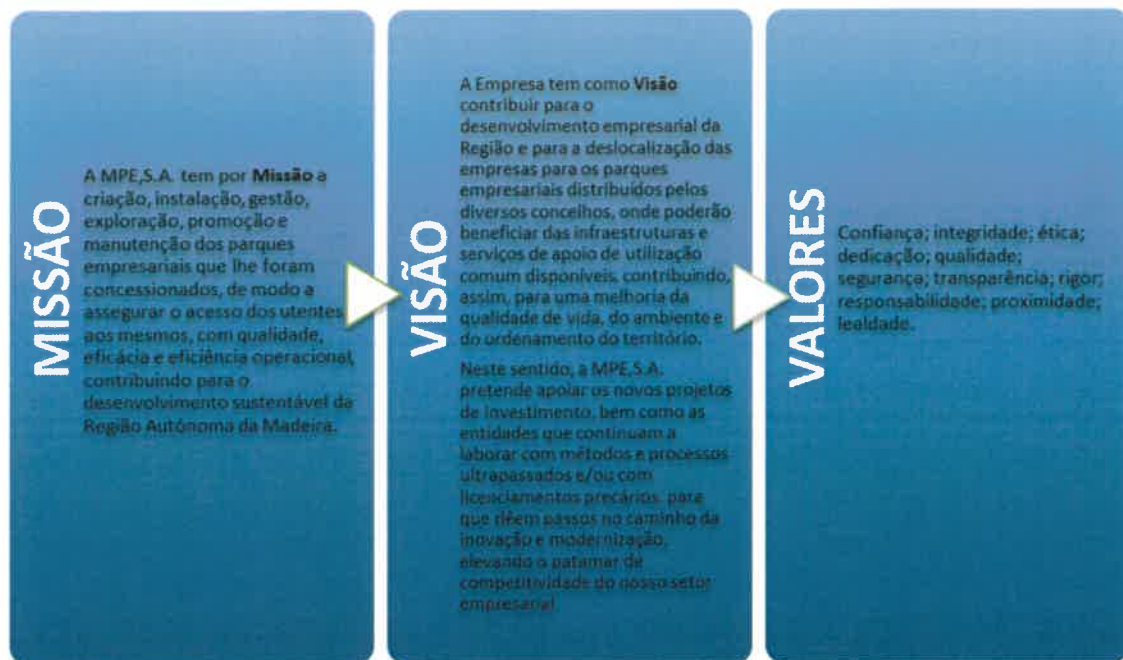 MISSÃO
A MPE,S.A. tem por Missão a
criação, instalação, gestão,
exploração, promoção e
manutenção dos parques
empresariais que lhe foram
concessionados, de modo a
assegurar o acesso dos utentes
aos mesmos, com qualidade,
eficácia e eficiência operacional,
contribuindo para o
desenvolvimento sustentável da
Região Autónoma da Madeira.
VISÃO
A Empresa tem como Visão
contribuir para o
desenvolvimento empresarial da
Região e para a deslocalização das
empresas para os parques
empresariais distribuídos pelos
diversos concelhos, onde poderão
beneficiar das infraestruturas e
serviços de apoio de utilização
comum disponíveis, contribuindo,
assim, para uma melhoria da
qualidade de vida, do ambiente e
do ordenamento do território.
Neste sentido, a MPE,S.A.
pretende apoiar os novos projetos
de investimento, bem como as
entidades que continuam a
laborar com métodos e processos
ultrapassados e/ou com
licenciamentos precários, para
que dêem passos no caminho da
inovação e modernização,
elevando o patamar de
competitividade do nosso setor
empresarial.
VALORES
Confiança; integridade; ética;
dedicação; qualidade;
segurança; transparência; rigor;
responsabilidade; proximidade;
lealdade.